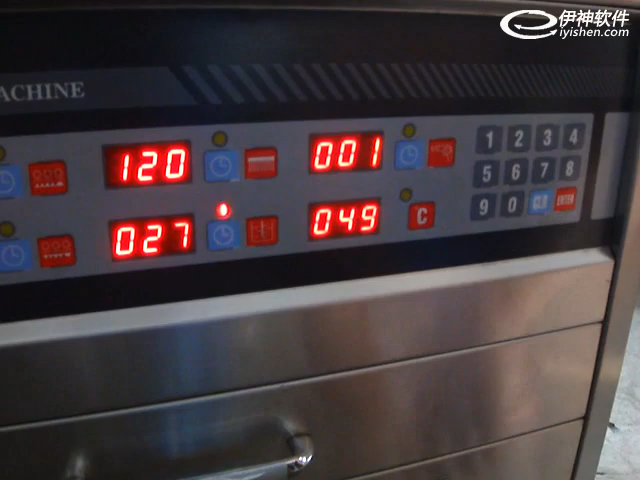 伊神软件
iyishen.com
ACHINE
120 001
027 049
C
1 2 3 4
5 6 7 8
9 0 CLR ENTER